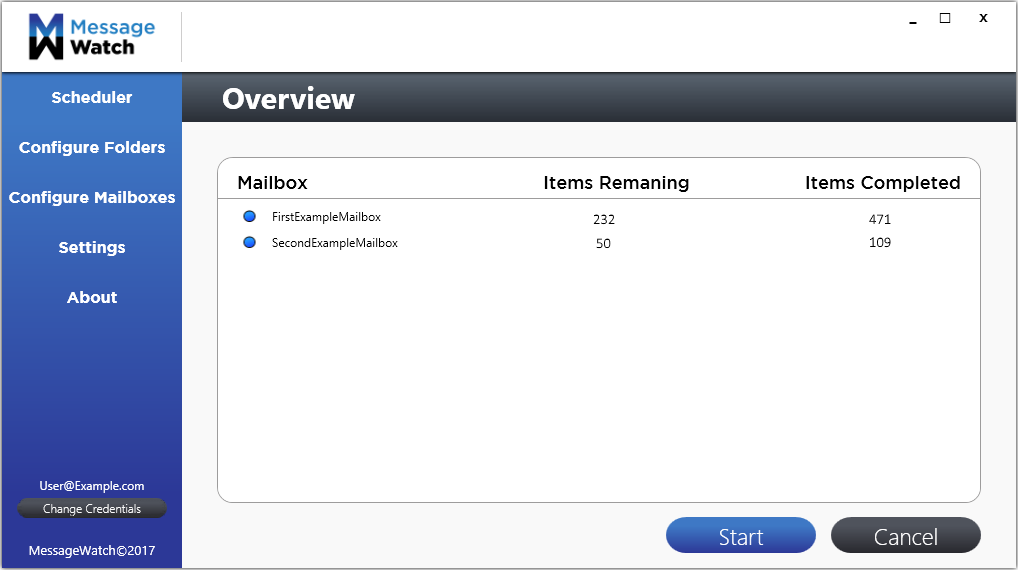 Message
Watch
_ □ x
Scheduler
Overview
Configure Folders
Configure Mailboxes
Settings
About
Mailbox Items Remaning Items Completed
FirstExampleMailbox 232 471
SecondExampleMailbox 50 109
User@Example.com
Change Credentials
MessageWatch©2017
Start Cancel